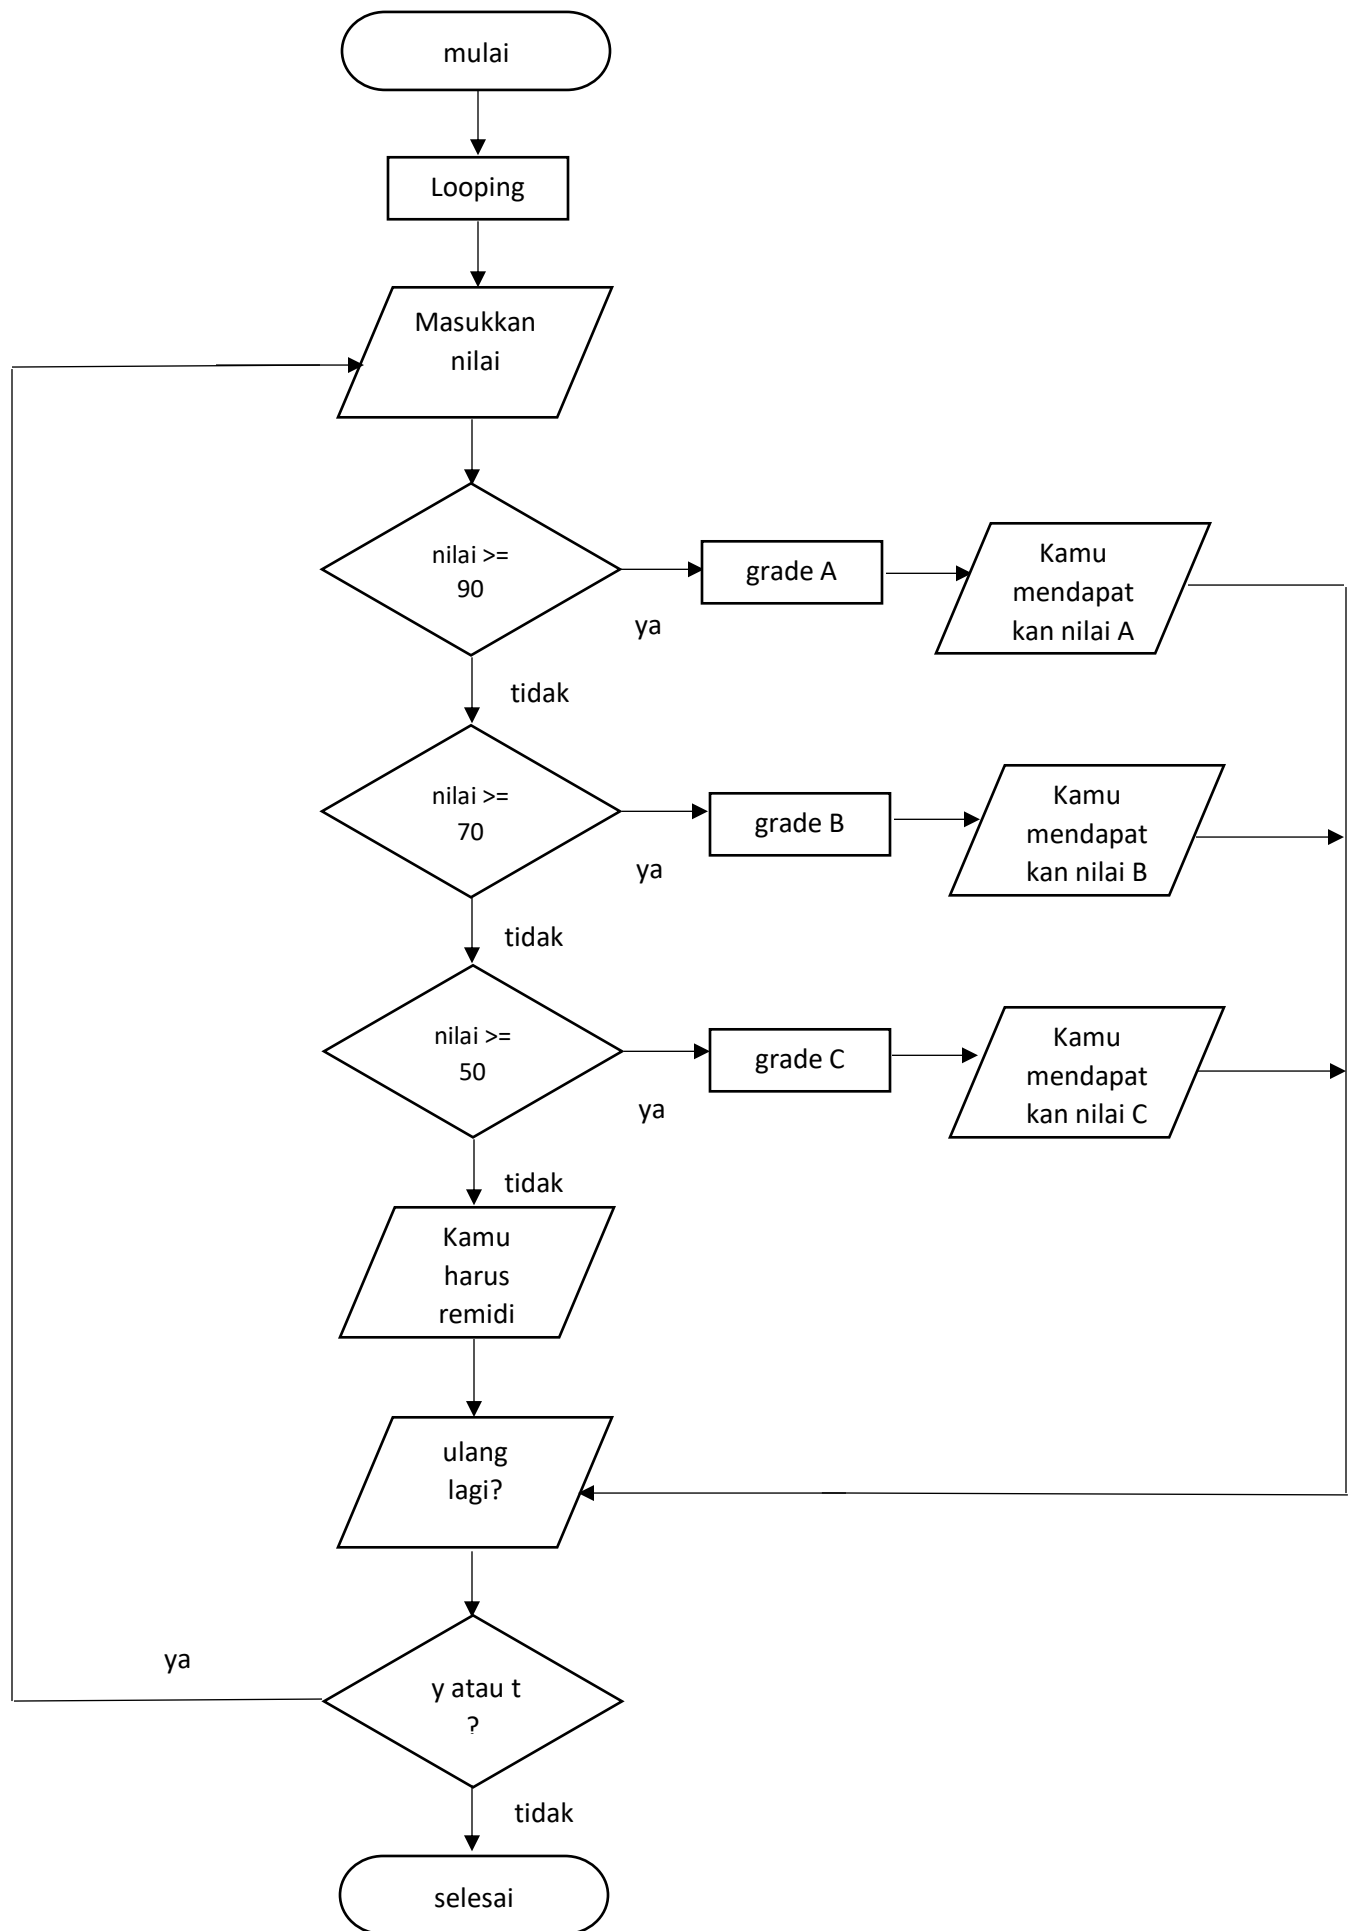 mulai
Looping
Masukkan
nilai
nilai >=
90
ya
grade A
Kamu
mendapat
kan nilai A
tidak
nilai >=
70
ya
grade B
Kamu
mendapat
kan nilai B
tidak
nilai >=
50
ya
grade C
Kamu
mendapat
kan nilai C
tidak
Kamu
harus
remidi
ulang
lagi?
ya
y atau t
?
tidak
selesai